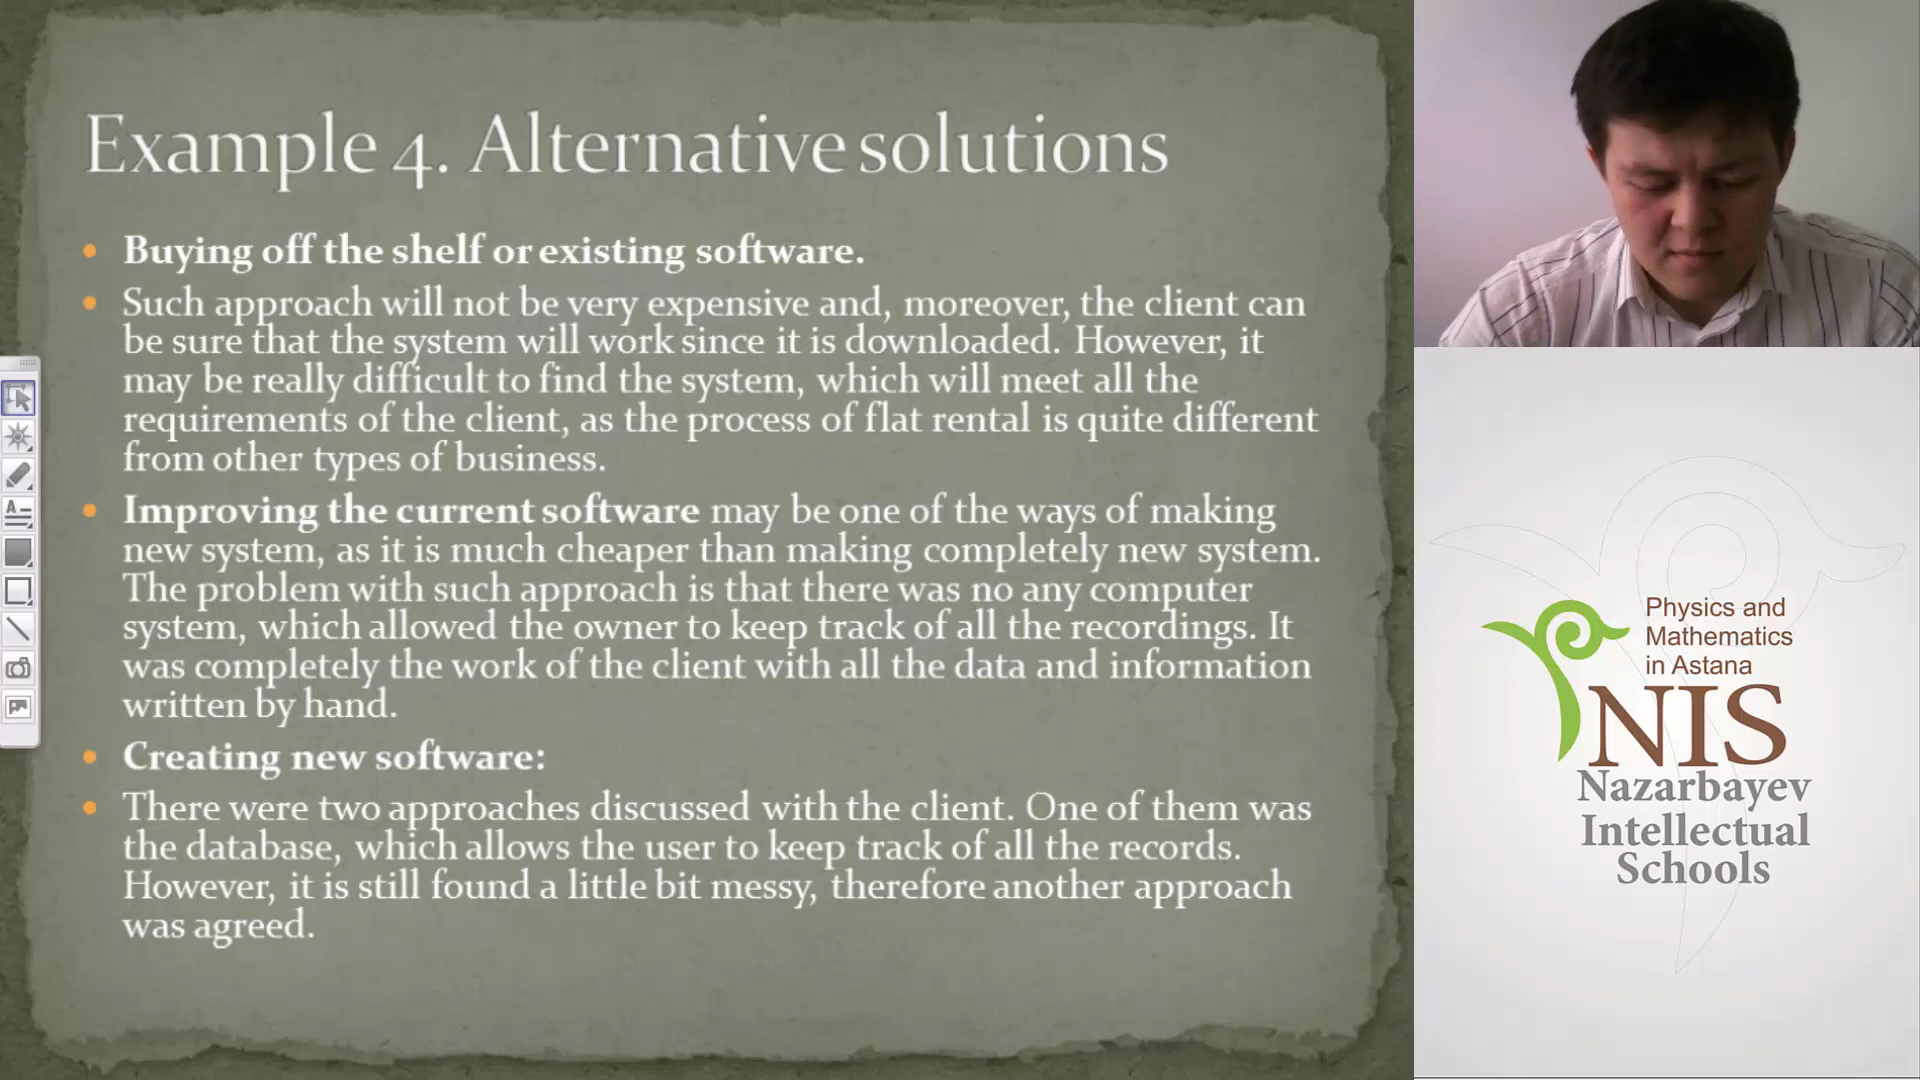 Example 4. Alternative solutions
Buying off the shelf or existing software.
Such approach will not be very expensive and, moreover, the client can
be sure that the system will work since it is downloaded. However, it
may be really difficult to find the system, which will meet all the
requirements of the client, as the process of flat rental is quite different
from other types of business.
Improving the current software may be one of the ways of making
new system, as it is much cheaper than making completely new system.
The problem with such approach is that there was no any computer
system, which allowed the owner to keep track of all the recordings. It
was completely the work of the client with all the data and information
written by hand.
Creating new software:
There were two approaches discussed with the client. One of them was
the database, which allows the user to keep track of all the records.
However, it is still found a little bit messy, therefore another approach
was agreed.
Physics and
Mathematics
in Astana
NIS
Nazarbayev
Intellectual
Schools